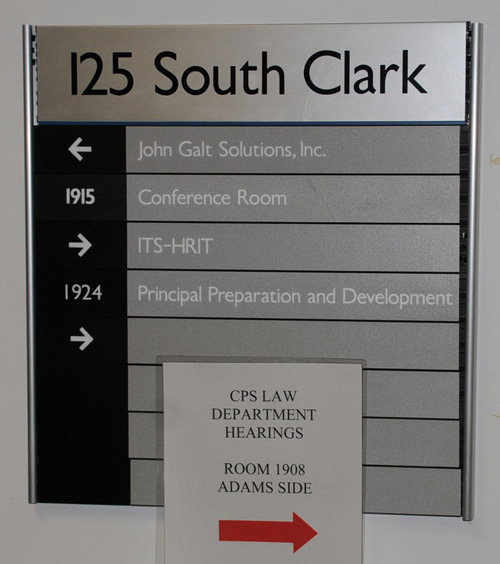 125 South Clark
← John Galt Solutions, Inc.
1915 Conference Room
→ ITS-HRIT
1924 Principal Preparation and Development
→
CPS LAW
DEPARTMENT
HEARINGS
ROOM 1908
ADAMS SIDE